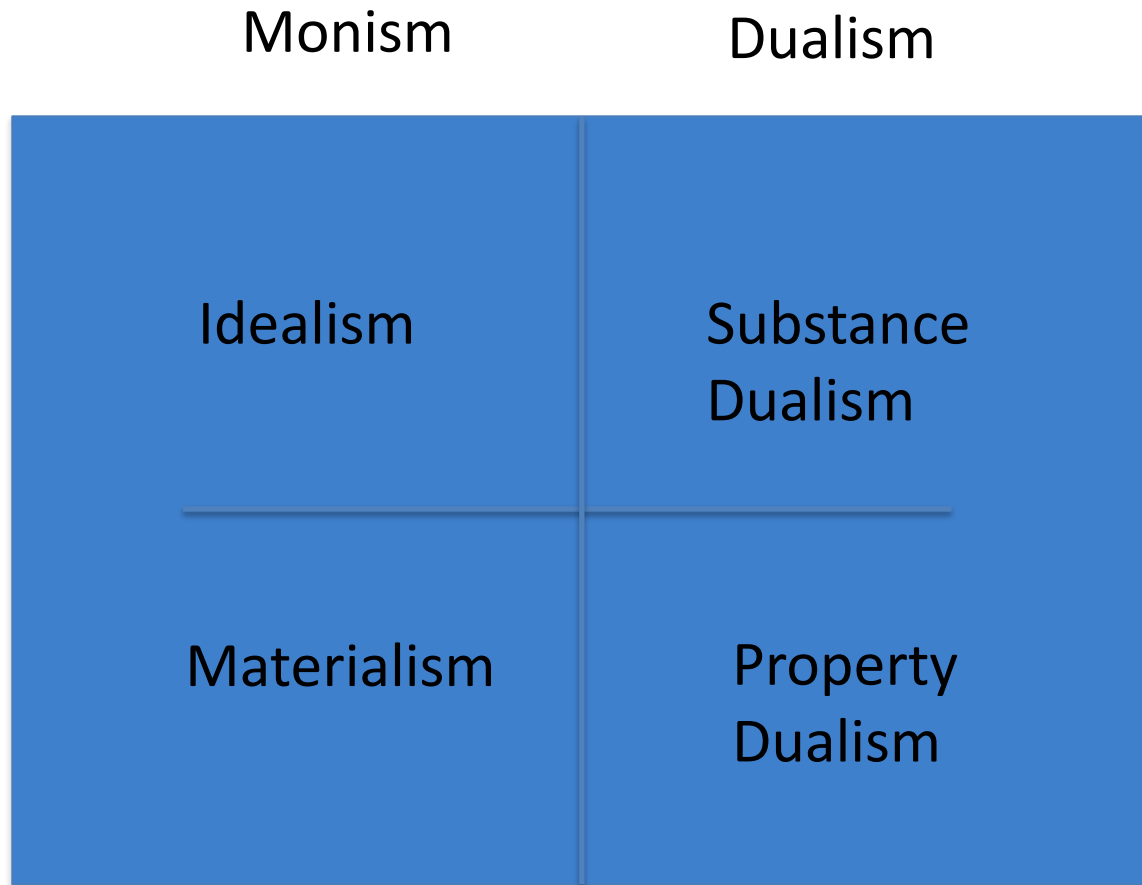 Monism
Dualism
Idealism
Substance
Dualism
Materialism
Property
Dualism